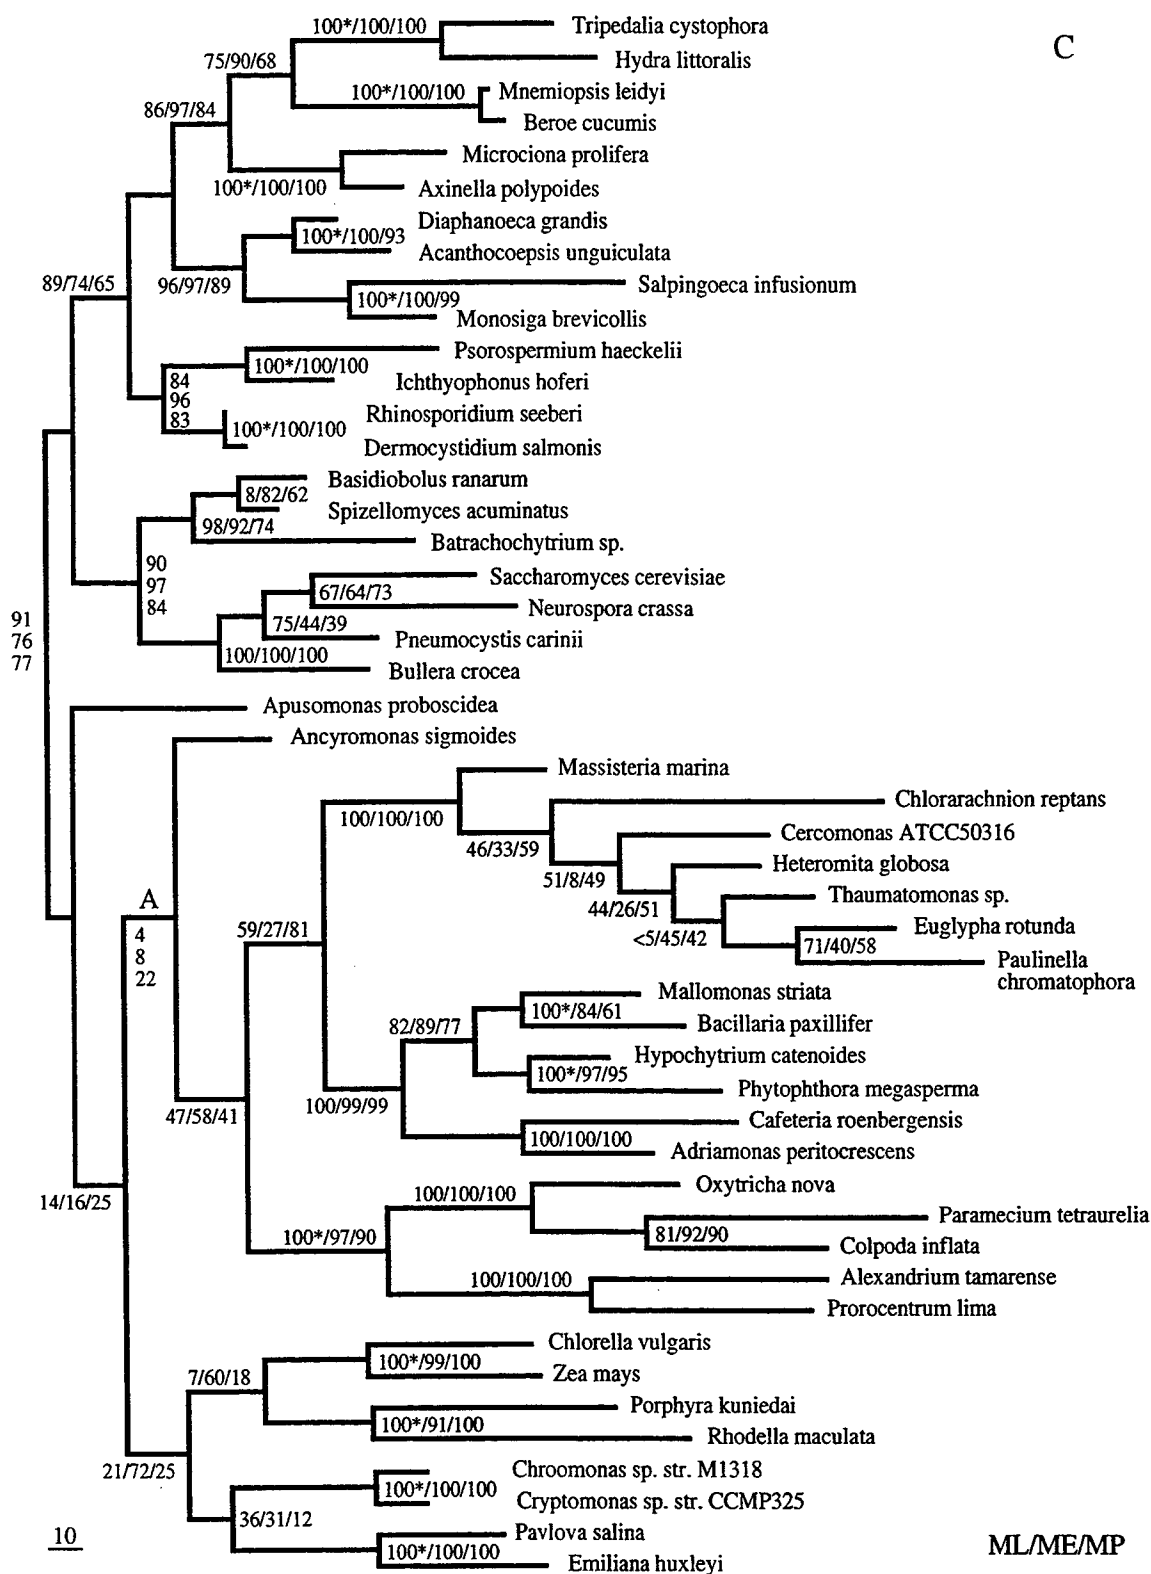 100*/100/100
Tripedalia cystophora
C
75/90/68
Hydra littoralis
100*/100/100
Mnemiopsis leidyi
86/97/84
Beroe cucumis
Microciona prolifera
100*/100/100
Axinella polypoides
Diaphanoeca grandis
100*/100/93
Acanthocoepsis unguiculata
89/74/65
96/97/89
Salpingoeca infusionum
100*/100/99
Monosiga brevicollis
Psorospermium haeckelii
100*/100/100
84
96
83
Ichthyophonus hoferi
Rhinosporidium seeberi
100*/100/100
Dermocystidium salmonis
Basidiobolus ranarum
8/82/62
Spizellomyces acuminatus
98/92/74
Batrachochytrium sp.
90
97
84
Saccharomyces cerevisiae
67/64/73
Neurospora crassa
75/44/39
91
76
77
Pneumocystis carinii
100/100/100
Bullera crocea
Apusomonas proboscidea
Ancyromonas sigmoides
Massisteria marina
Chlorarachnion reptans
100/100/100
Cercomonas ATCC50316
46/33/59
Heteromita globosa
51/8/49
Thaumatomonas sp.
44/26/51
A
4
8
22
59/27/81
<5/45/42
Euglypha rotunda
71/40/58
Paulinella
chromatophora
Mallomonas striata
100*/84/61
82/89/77
Bacillaria paxillifer
Hypochytrium catenoides
100*/97/95
Phytophthora megasperma
47/58/41
100/99/99
Cafeteria roenbergensis
100/100/100
Adriamonas peritocrescens
14/16/25
100/100/100
Oxytricha nova
Paramecium tetraurelia
100*/97/90
81/92/90
Colpoda inflata
100/100/100
Alexandrium tamarense
Prorocentrum lima
Chlorella vulgaris
100*/99/100
7/60/18
Zea mays
Porphyra kuniedai
100*/91/100
Rhodella maculata
21/72/25
Chroomonas sp. str. M1318
100*/100/100
Cryptomonas sp. str. CCMP325
36/31/12
10
Pavlova salina
100*/100/100
Emiliana huxleyi
ML/ME/MP